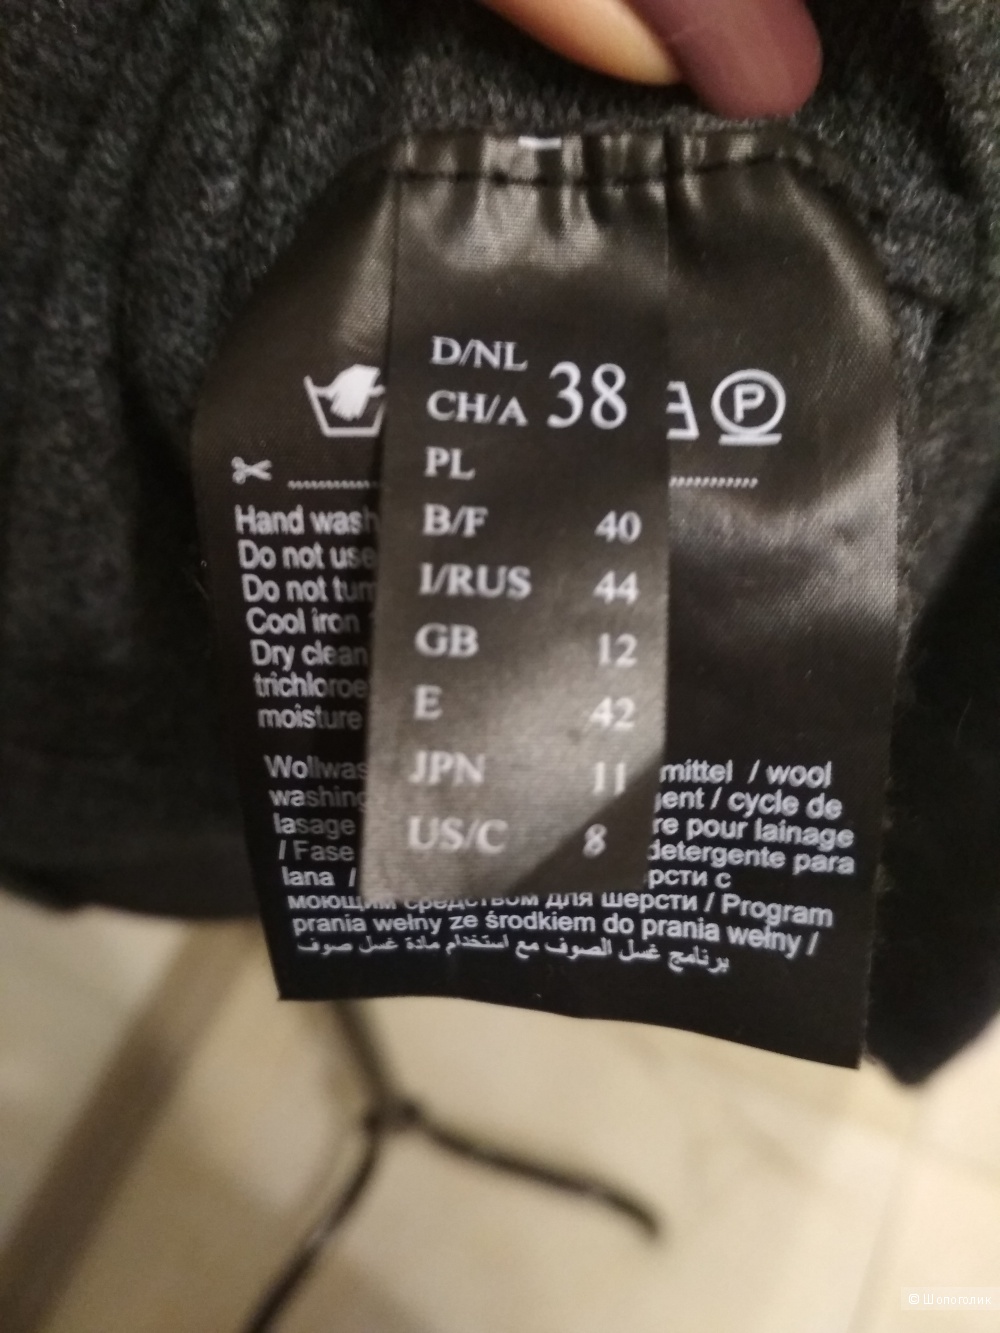 D/NL
CH/A 38
PL
B/F 40
I/RUS 44
GB 12
E 42
JPN 11
US/C 8
P
Hand wash
Do not use
Do not tum
Cool iron
Dry clean
trichloroe
moisture
Wollwas mittel / wool
washing ent / cycle de
lasage re pour lainage
/ Fase detergente para
lana / рсти с
моющим средством для шерсти / Program
prania wełny ze środkiem do prania wełny /
برنامج غسل الصوف مع استخدام مادة غسل صوف
© Шопоголик